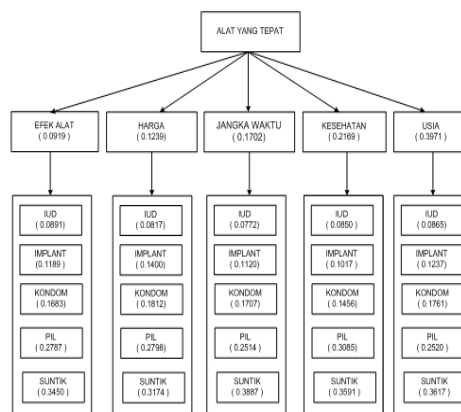 ALAT YANG TEPAT
EFEK ALAT
( 0.0919 )
HARGA
( 0.1239)
JANGKA WAKTU
( 0.1702)
KESEHATAN
( 0.2169)
USIA
( 0.3971)
IUD
( 0.0891)
IMPLANT
( 0.1189)
KONDOM
( 0.1683)
PIL
( 0.2787 )
SUNTIK
( 0.3450)
IUD
( 0.0817)
IMPLANT
( 0.1400)
KONDOM
( 0.1812)
PIL
( 0.2798)
SUNTIK
( 0.3174)
IUD
( 0.0772)
IMPLANT
( 0.1120)
KONDOM
( 0.1707)
PIL
( 0.2514 )
SUNTIK
( 0.3887)
IUD
( 0.0850)
IMPLANT
( 0.1017)
KONDOM
( 0.1456)
PIL
( 0.3085)
SUNTIK
( 0.3591)
IUD
( 0.0865)
IMPLANT
( 0.1237)
KONDOM
( 0.1761)
PIL
( 0.2520 )
SUNTIK
( 0.3617)